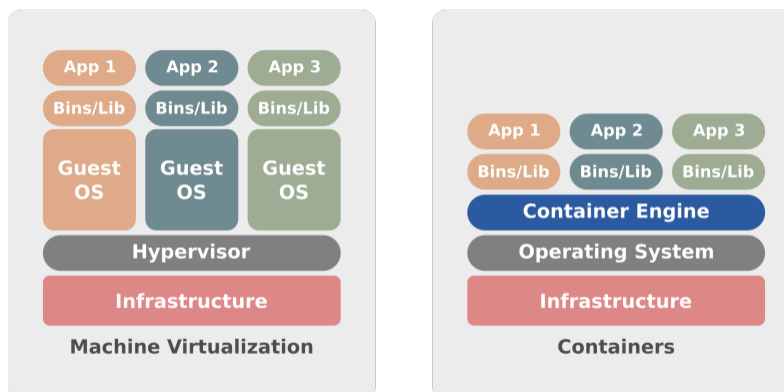 App 1
App 2
App 3
Bins/Lib
Bins/Lib
Bins/Lib
Guest
OS
Guest
OS
Guest
OS
Hypervisor
Infrastructure
Machine Virtualization
App 1
App 2
App 3
Bins/Lib
Bins/Lib
Bins/Lib
Container Engine
Operating System
Infrastructure
Containers